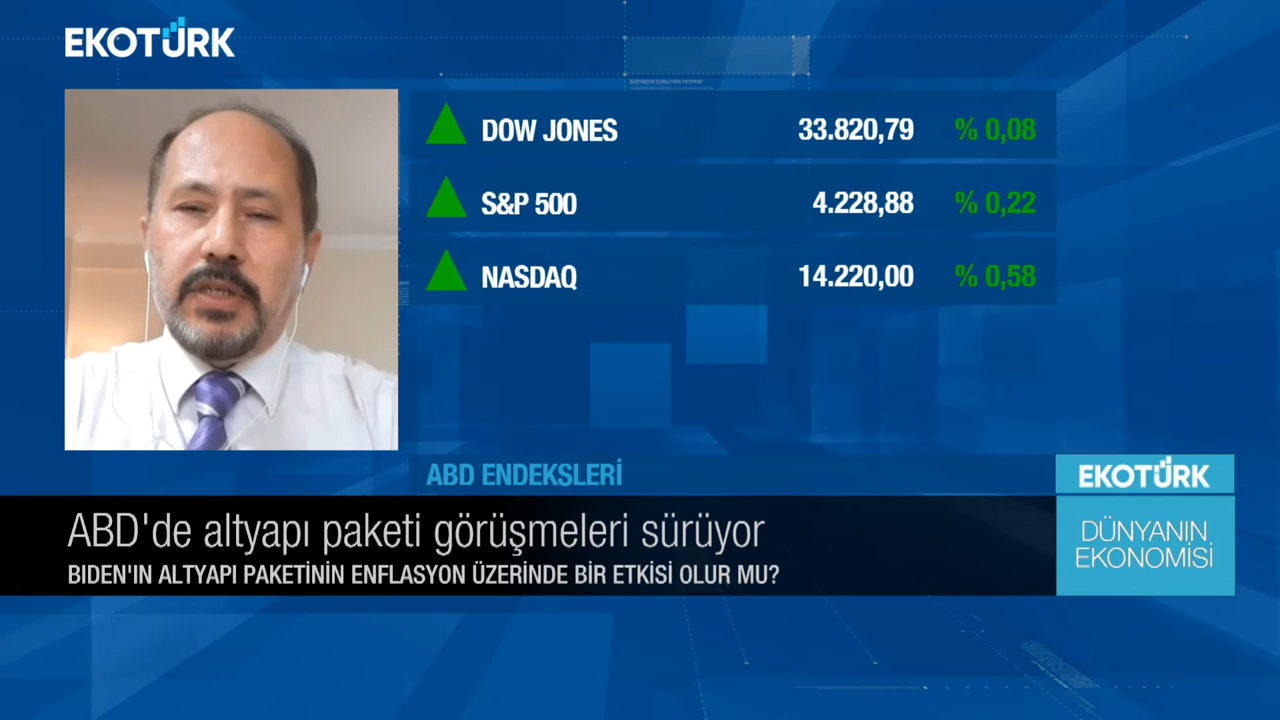 EKOTÜRK
DOW JONES 33.820,79 % 0,08
S&P 500 4.228,88 % 0,22
NASDAQ 14.220,00 % 0,58
ABD ENDEKSLERİ
EKOTÜRK
ABD'de altyapı paketi görüşmeleri sürüyor
BIDEN'IN ALTYAPI PAKETİNİN ENFLASYON ÜZERİNDE BİR ETKİSİ OLUR MU?
DÜNYANIN
EKONOMİSİ